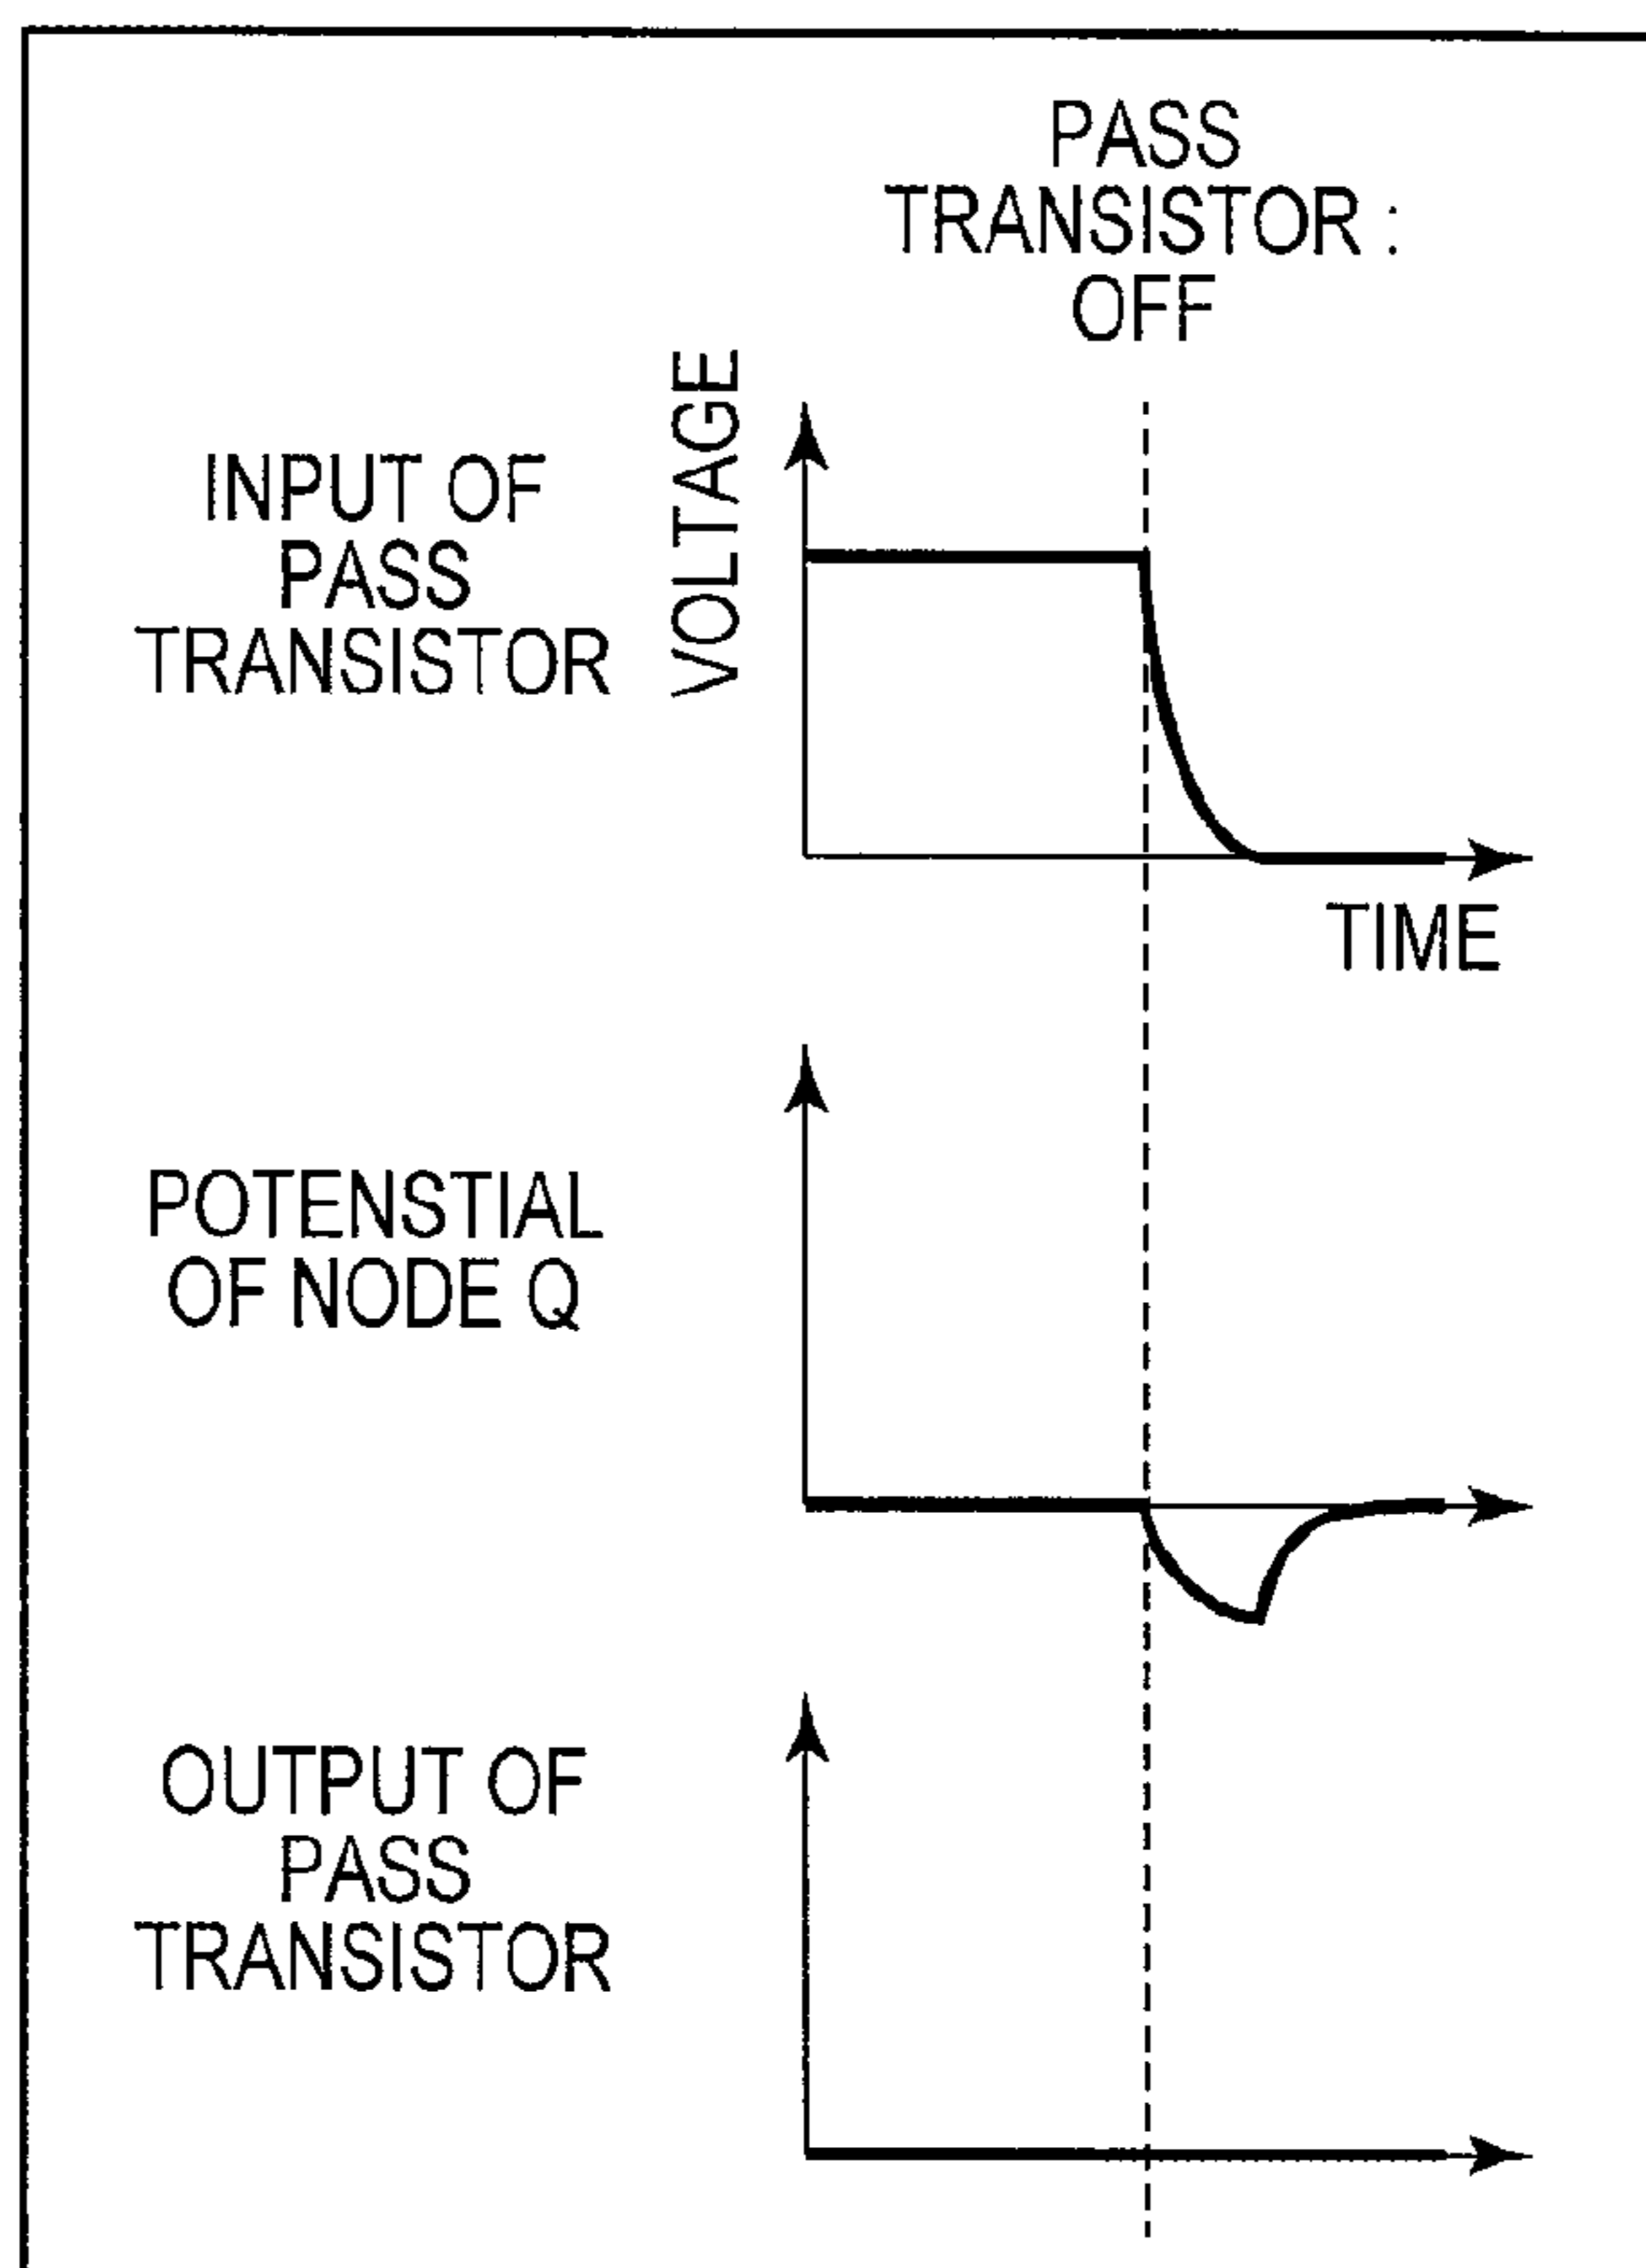 PASS
TRANSISTOR :
OFF
VOLTAGE
INPUT OF
PASS
TRANSISTOR
TIME
POTENSTIAL
OF NODE Q
OUTPUT OF
PASS
TRANSISTOR